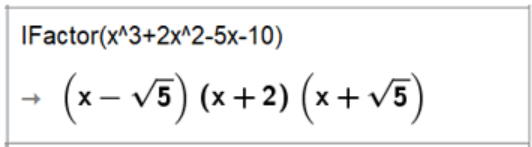 IFactor(x^3+2x^2-5x-10)
→ (x − √5) (x + 2) (x + √5)